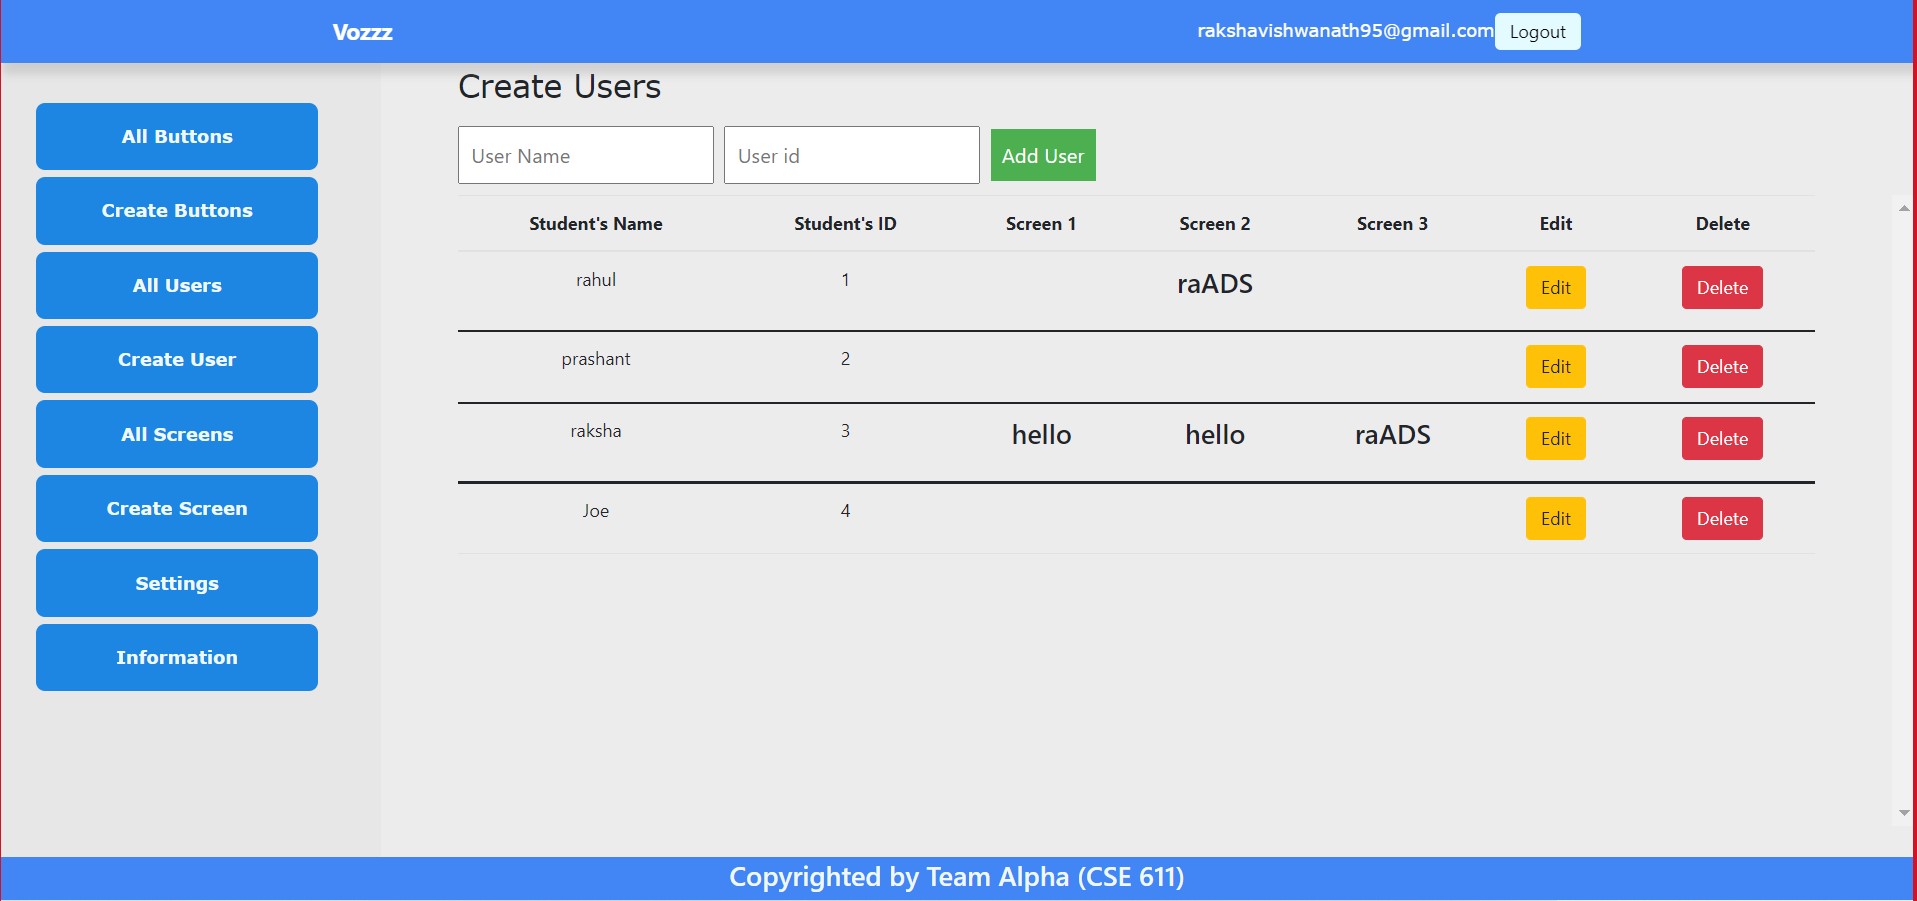 Vozzz
rakshavishwanath95@gmail.com Logout
All Buttons
Create Buttons
All Users
Create User
All Screens
Create Screen
Settings
Information
Create Users
User Name User id Add User
Student's Name Student's ID Screen 1 Screen 2 Screen 3 Edit Delete
rahul 1 raADS Edit Delete
prashant 2 Edit Delete
raksha 3 hello hello raADS Edit Delete
Joe 4 Edit Delete
Copyrighted by Team Alpha (CSE 611)